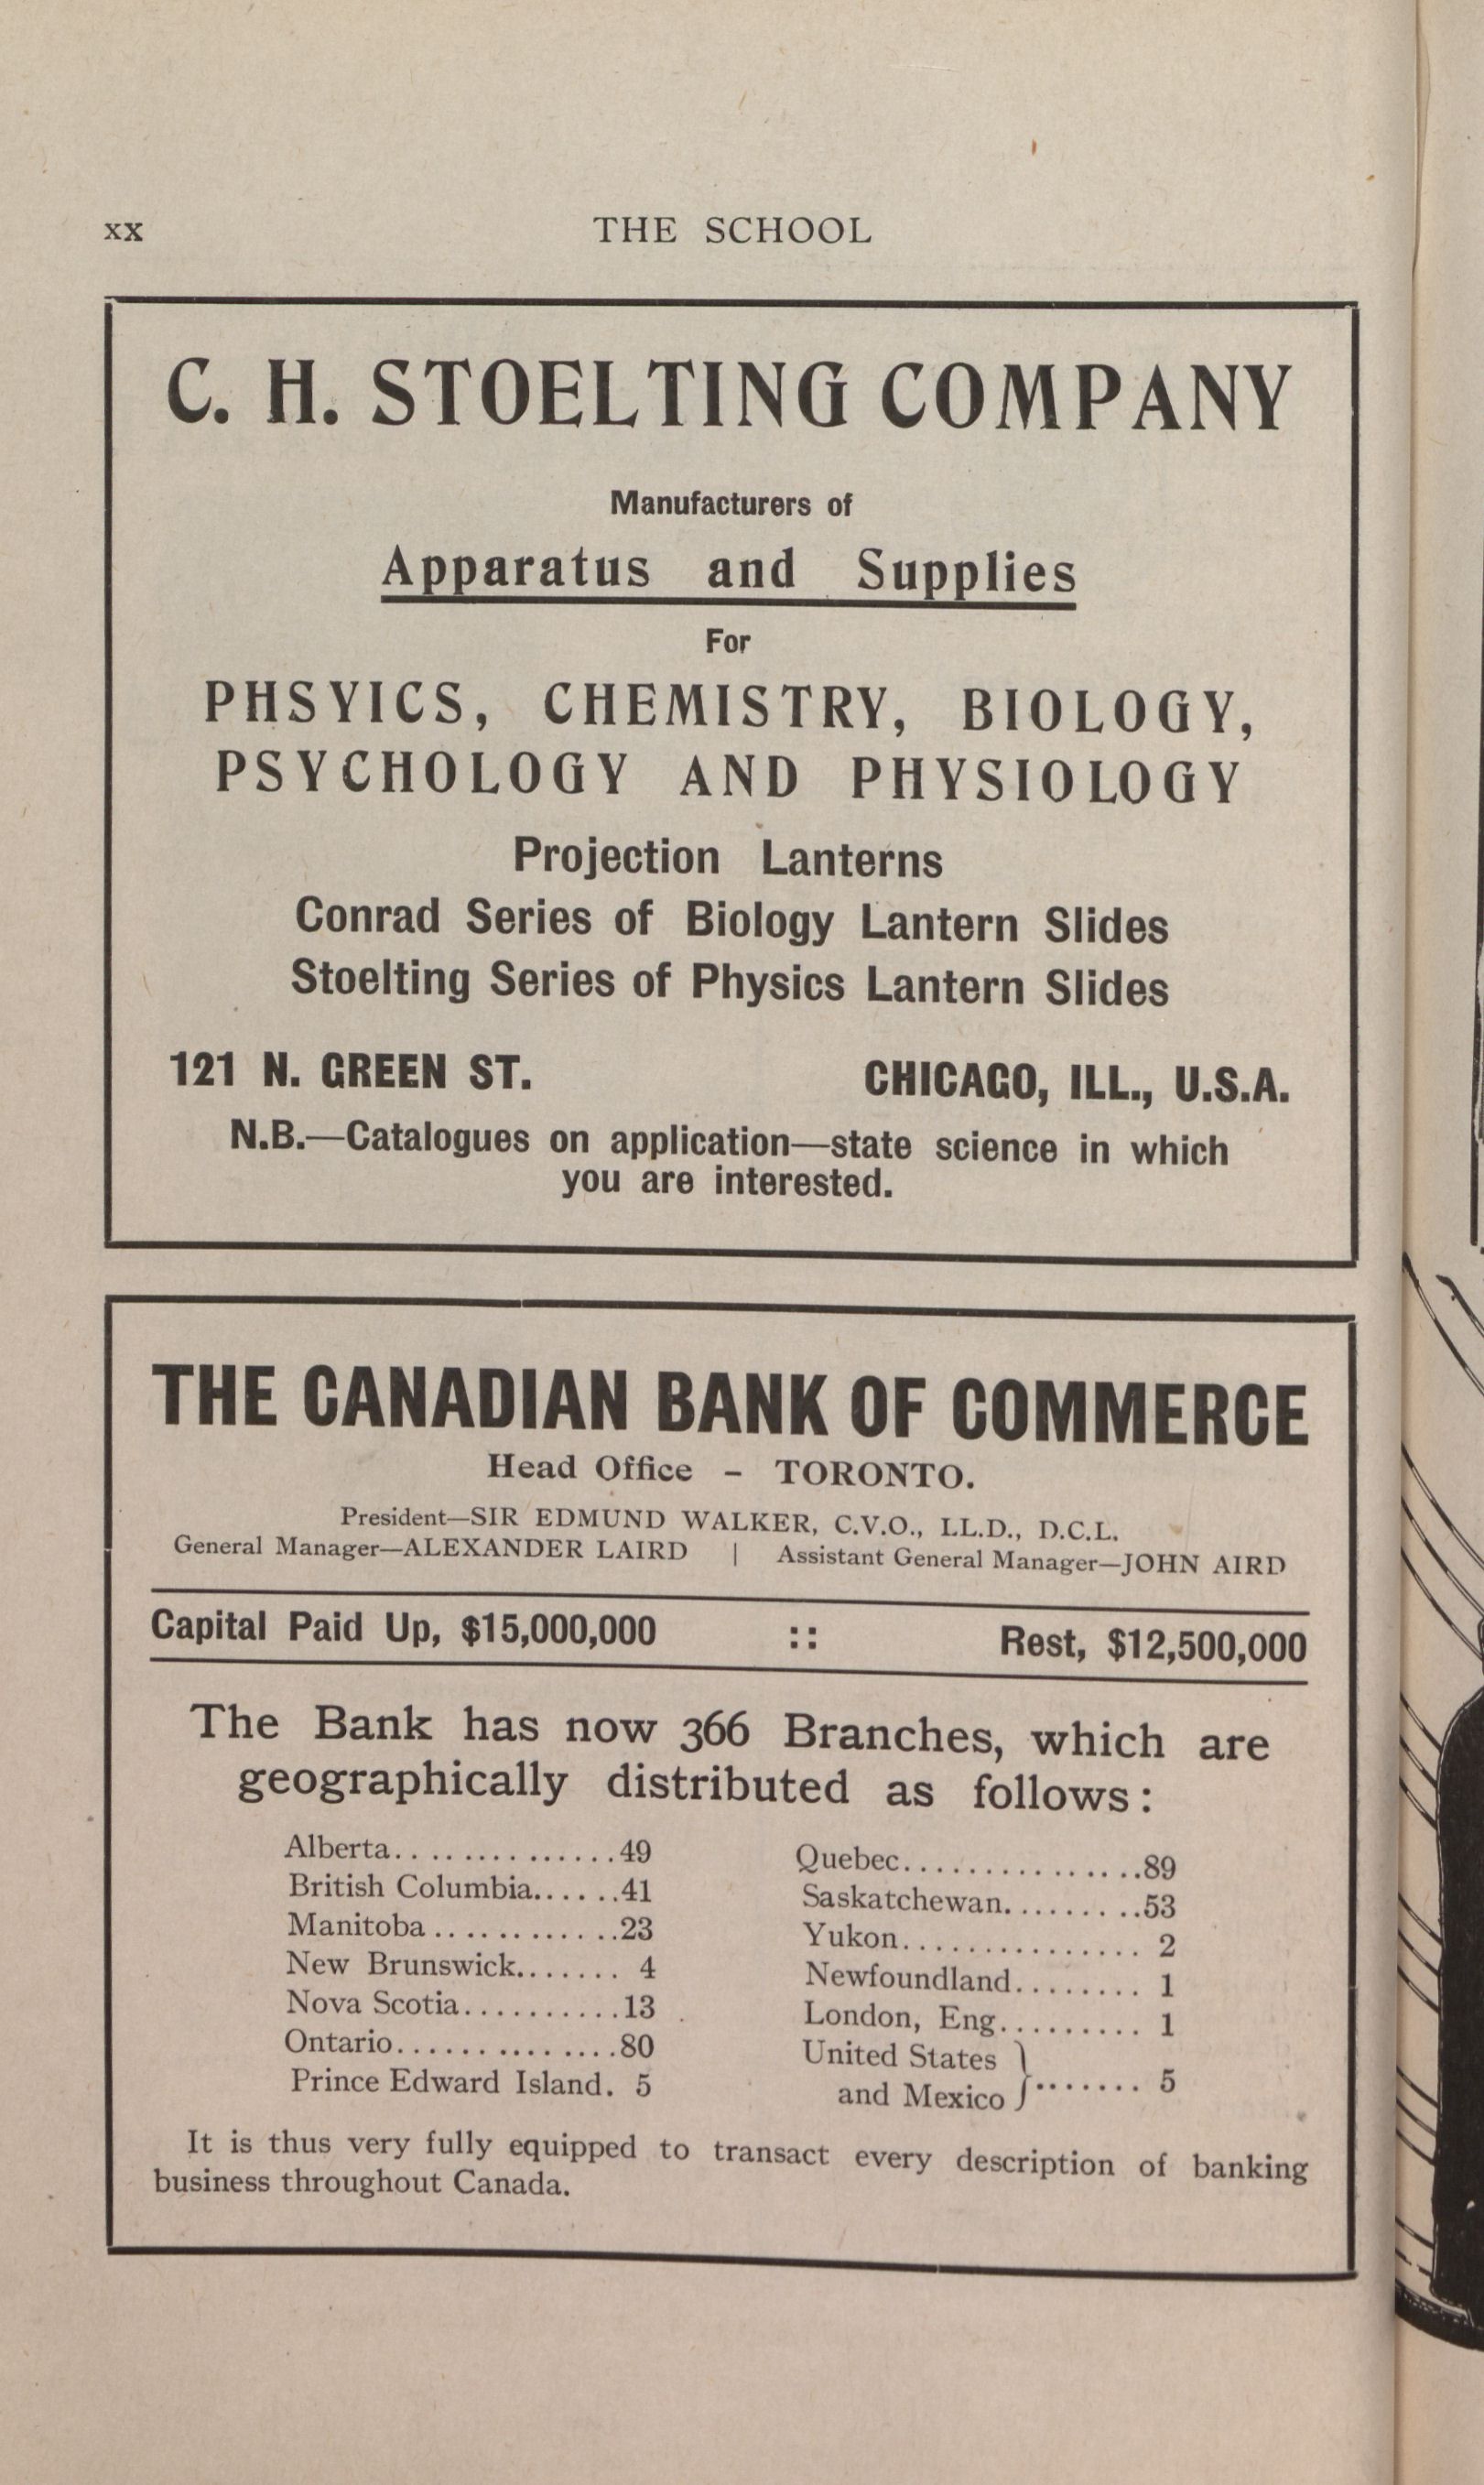 xx THE SCHOOL
C. H. STOELTING COMPANY
Manufacturers of
Apparatus and Supplies
For
PHSYICS, CHEMISTRY, BIOLOGY,
PSYCHOLOGY AND PHYSIOLOGY
Projection Lanterns
Conrad Series of Biology Lantern Slides
Stoelting Series of Physics Lantern Slides
121 N. GREEN ST. CHICAGO, ILL., U.S.A.
N.B.—Catalogues on application—state science in which
you are interested.
THE CANADIAN BANK OF COMMERCE
Head Office - TORONTO.
President—SIR EDMUND WALKER, C.V.O., LL.D., D.C.L.
General Manager—ALEXANDER LAIRD | Assistant General Manager—JOHN AIRD
Capital Paid Up, $15,000,000 :: Rest, $12,500,000
The Bank has now 366 Branches, which are
geographically distributed as follows:
Alberta..............49
British Columbia......41
Manitoba............23
New Brunswick....... 4
Nova Scotia..........13
Ontario..............80
Prince Edward Island. 5
Quebec...............89
Saskatchewan.........53
Yukon............... 2
Newfoundland........ 1
London, Eng......... 1
United States
and Mexico }....... 5
It is thus very fully equipped to transact every description of banking
business throughout Canada.